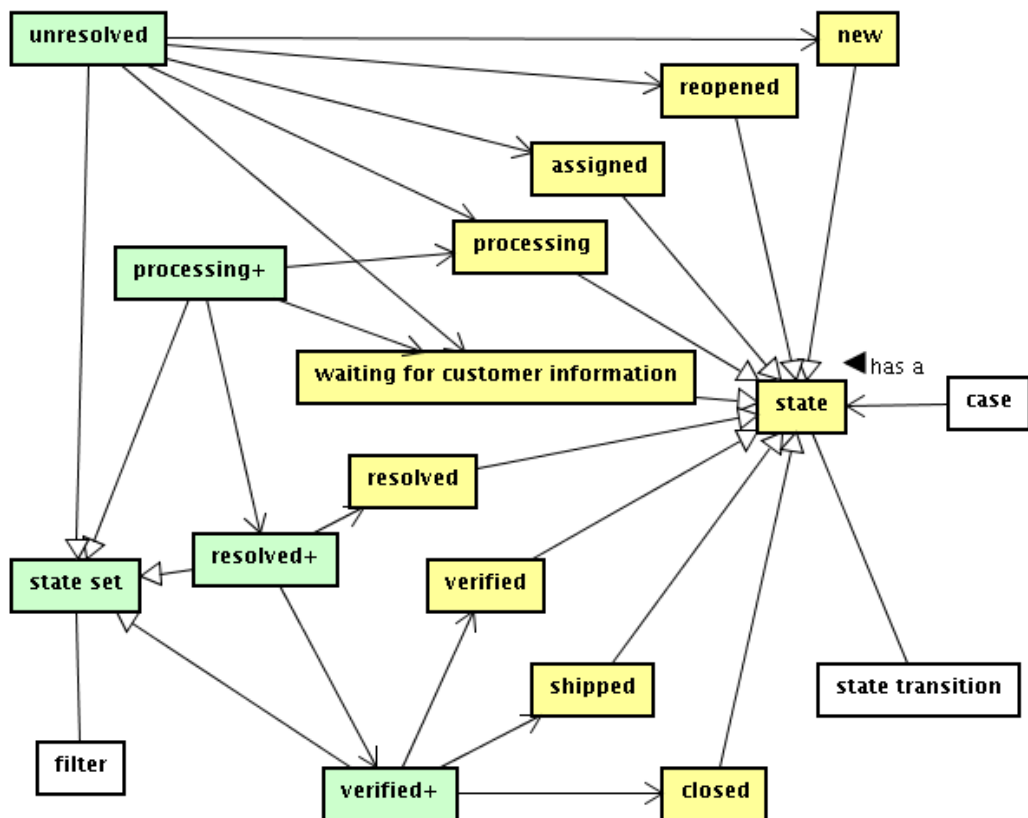 unresolved
new
reopened
assigned
processing
processing+
waiting for customer information
◀has a
state
case
resolved
resolved+
state set
verified
shipped
state transition
filter
verified+
closed